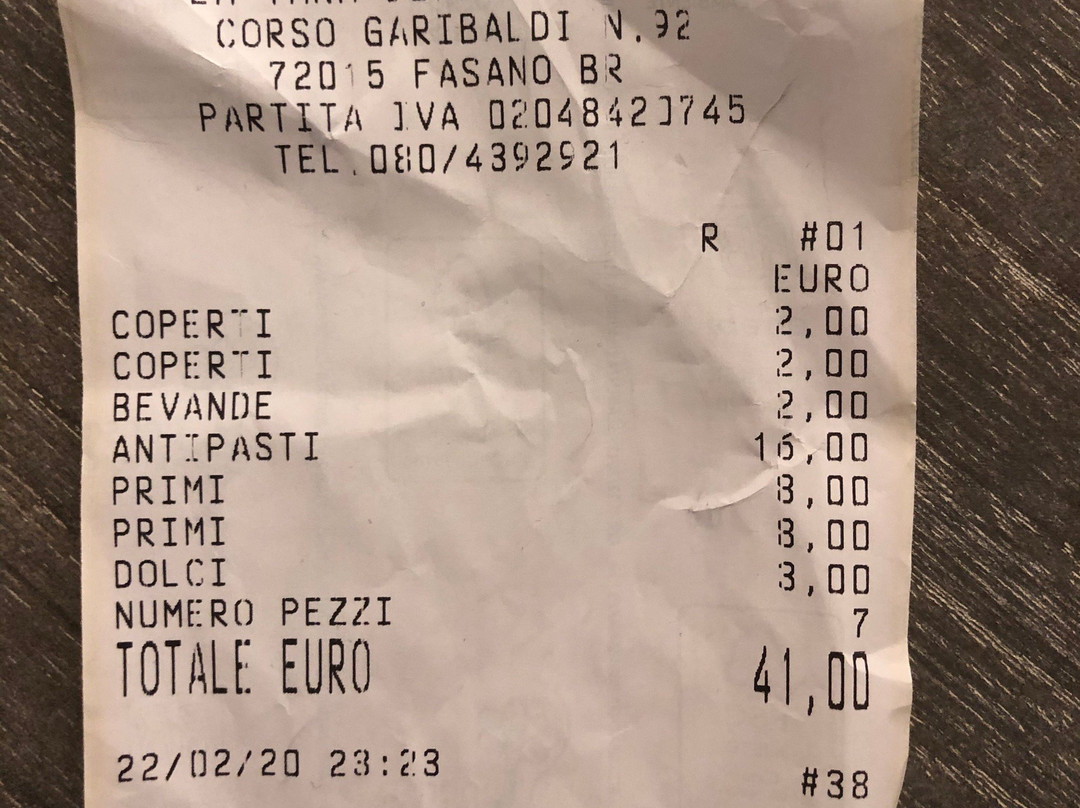 CORSO GARIBALDI N.92
72015 FASANO BR
PARTITA IVA 02048420745
TEL.080/4392921
R #01
EURO
COPERTI 2,00
COPERTI 2,00
BEVANDE 2,00
ANTIPASTI 16,00
PRIMI 8,00
PRIMI 8,00
DOLCI 3,00
NUMERO PEZZI 7
TOTALE EURO 41,00
22/02/20 23:23
#38